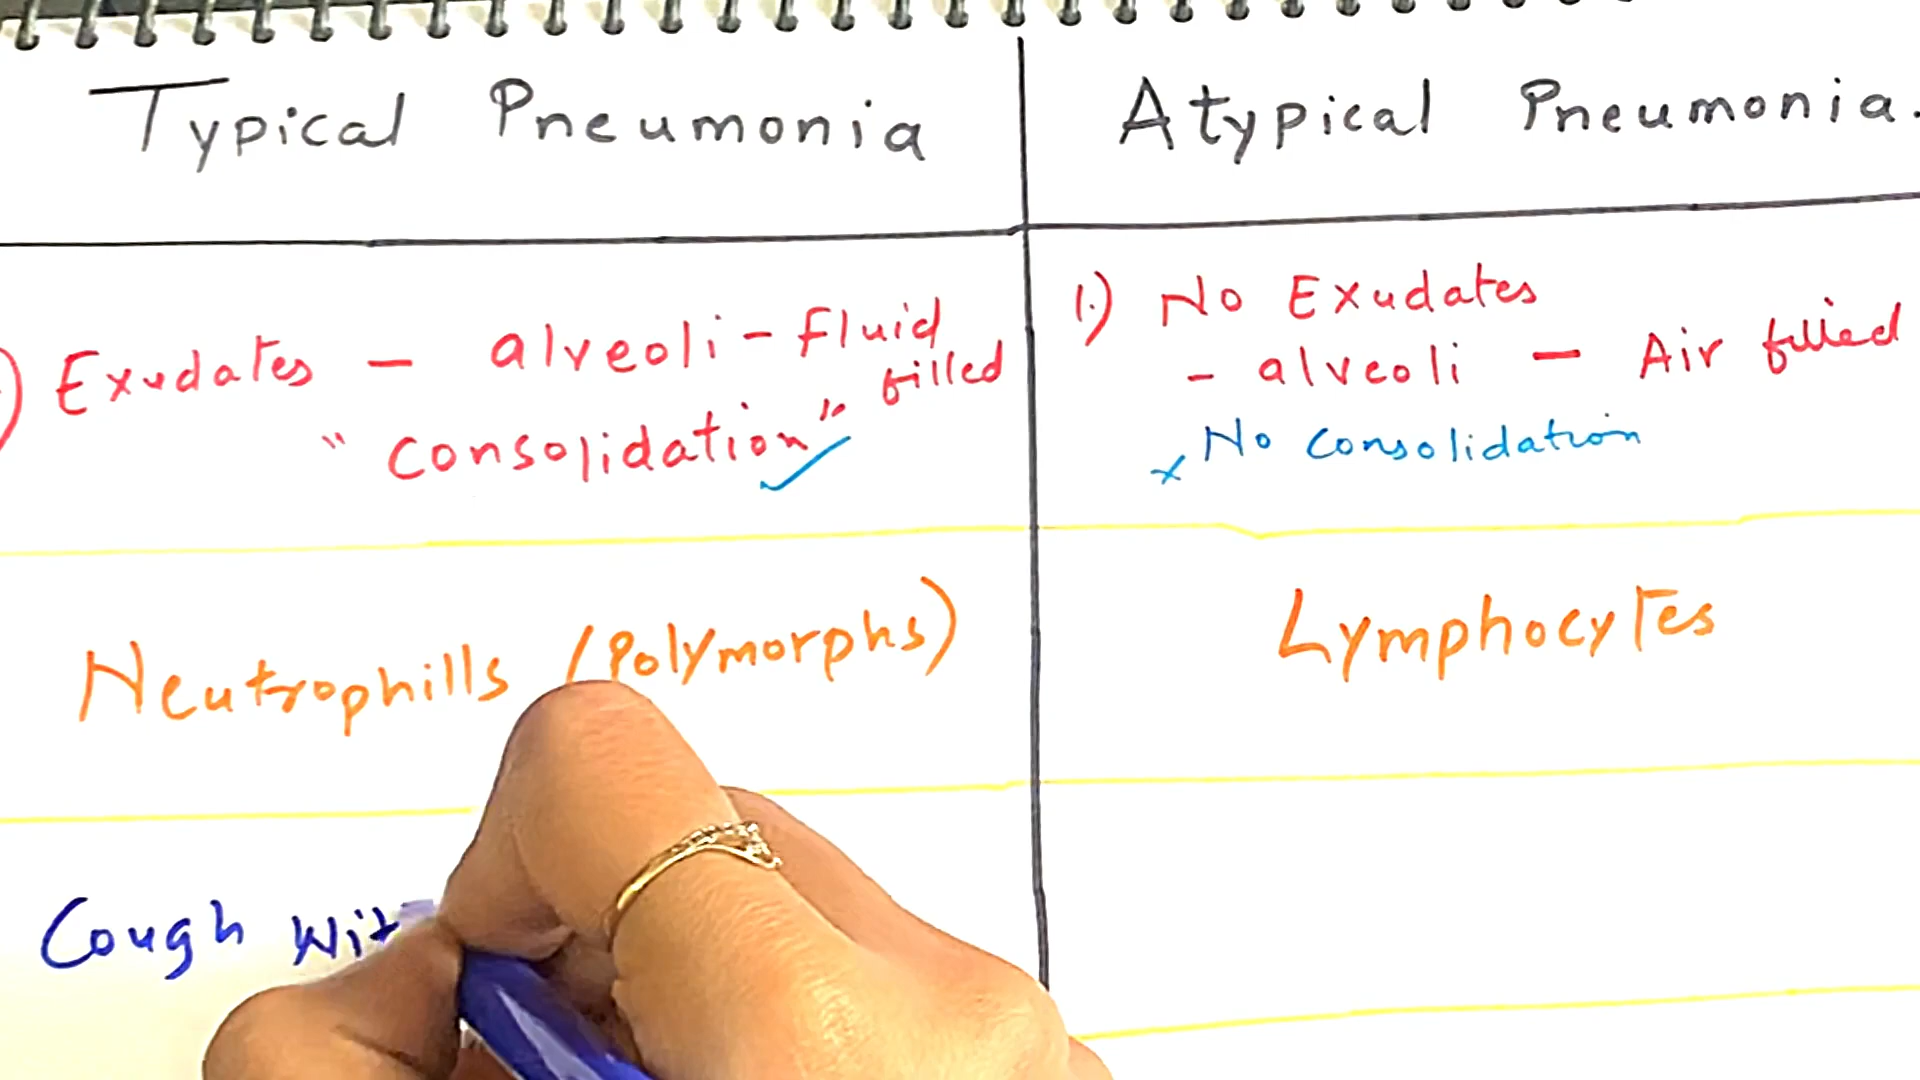 Typical Pneumonia
Atypical Pneumonia.
) Exudates - alveoli - Fluid filled
" consolidation"
1.) No Exudates
- alveoli - Air filled
x No consolidation
Neutrophills (Polymorphs)
Lymphocytes
Cough